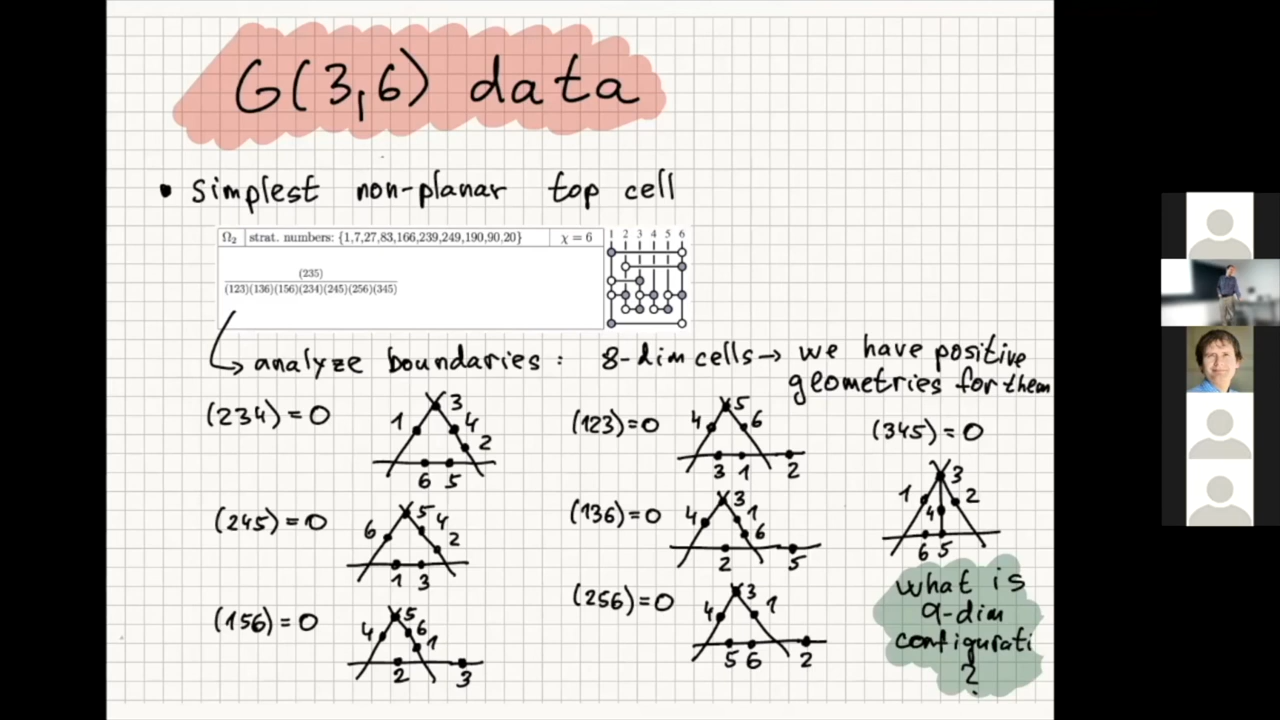 G(3,6) data
• simplest non-planar top cell
Ω₂ strat. numbers: {1,7,27,83,166,239,249,190,90,20} χ = 6
1 2 3 4 5 6
(235)
(123)(136)(156)(234)(245)(256)(345)
↳ analyze boundaries : 8-dim cells → we have positive
geometries for them
(234) = 0
1 3 4 2 6 5
(123) = 0
4 5 6 3 1 2
(345) = 0
1 3 2 4 6 5
(245) = 0
6 5 4 2 1 3
(136) = 0
4 3 1 6 2 5
(156) = 0
4 5 6 1 2 3
(256) = 0
4 3 1 5 6 2
what is
9-dim
configurati
?